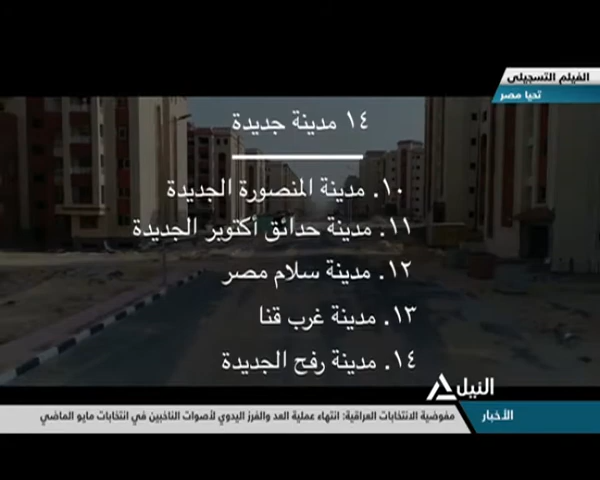 الفيلم التسجيلى
تحيا مصر
١٤ مدينة جديدة
١٠. مدينة المنصورة الجديدة
١١. مدينة حدائق أكتوبر الجديدة
١٢. مدينة سلام مصر
١٣. مدينة غرب قنا
١٤. مدينة رفح الجديدة
النيل
الأخبار
مفوضية الانتخابات العراقية: انتهاء عملية العد والفرز اليدوي لأصوات الناخبين في انتخابات مايو الماضي